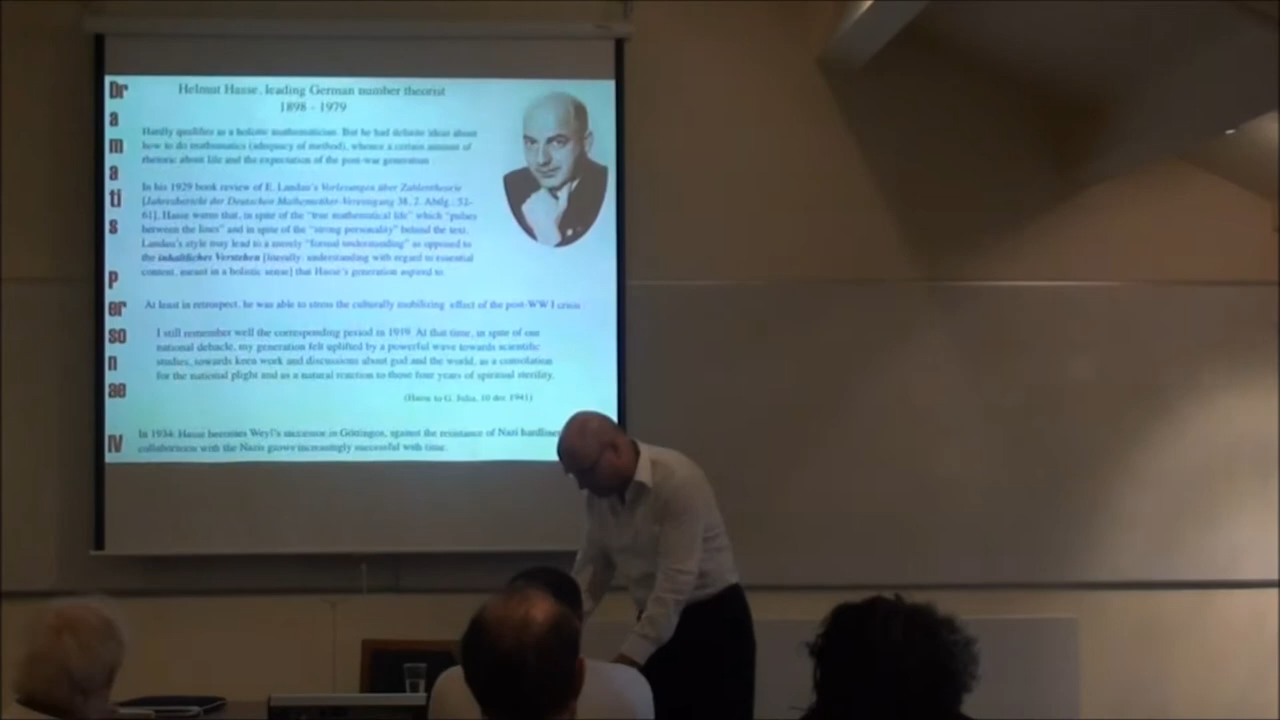 Dramatis Personae IV
Helmut Hasse, leading German number theorist
1898 - 1979
Hardly qualifies as a holistic mathematician. But he had definite ideas about
how to do mathematics (adequacy of method), whence a certain amount of
rhetoric about life and the expectation of the post-war generation
In his 1929 book review of E. Landau's Vorlesungen über Zahlentheorie
[Jahresbericht der Deutschen Mathematiker-Vereinigung 38, 2. Abtlg.; 52-
61], Hasse warns that, in spite of the "true mathematical life" which "pulses
between the lines" and in spite of the "strong personality" behind the text,
Landau's style may lead to a merely "formal understanding" as opposed to
the inhaltliches Verstehen [literally: understanding with regard to essential
content, meant in a holistic sense] that Hasse's generation aspired to.
At least in retrospect, he was able to stress the culturally mobilizing effect of the post-WW I crisis:
I still remember well the corresponding period in 1919. At that time, in spite of our
national debacle, my generation felt uplifted by a powerful wave towards scientific
studies, towards keen work and discussions about god and the world, as a consolation
for the national plight and as a natural reaction to those four years of spiritual sterility.
(Hasse to G. Julia, 10 dec 1941)
In 1934 Hasse becomes Weyl's successor in Göttingen, against the resistance of Nazi
collaboration with the Nazis grows increasingly successful with time.